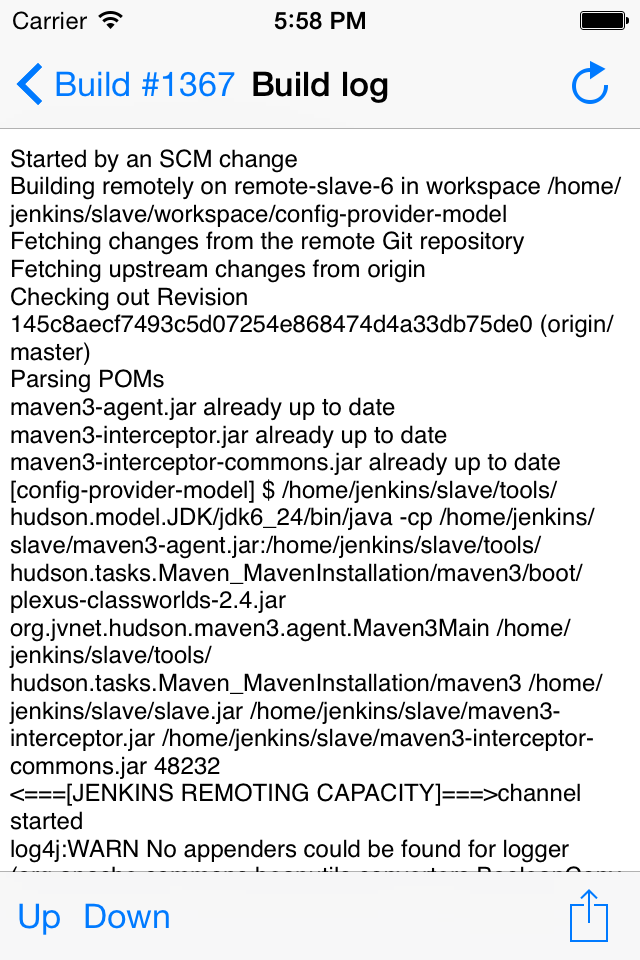 Carrier 5:58 PM
Build #1367 Build log
Started by an SCM change
Building remotely on remote-slave-6 in workspace /home/
jenkins/slave/workspace/config-provider-model
Fetching changes from the remote Git repository
Fetching upstream changes from origin
Checking out Revision
145c8aecf7493c5d07254e868474d4a33db75de0 (origin/
master)
Parsing POMs
maven3-agent.jar already up to date
maven3-interceptor.jar already up to date
maven3-interceptor-commons.jar already up to date
[config-provider-model] $ /home/jenkins/slave/tools/
hudson.model.JDK/jdk6_24/bin/java -cp /home/jenkins/
slave/maven3-agent.jar:/home/jenkins/slave/tools/
hudson.tasks.Maven_MavenInstallation/maven3/boot/
plexus-classworlds-2.4.jar
org.jvnet.hudson.maven3.agent.Maven3Main /home/
jenkins/slave/tools/
hudson.tasks.Maven_MavenInstallation/maven3 /home/
jenkins/slave/slave.jar /home/jenkins/slave/maven3-
interceptor.jar /home/jenkins/slave/maven3-interceptor-
commons.jar 48232
<===[JENKINS REMOTING CAPACITY]===>channel
started
log4j:WARN No appenders could be found for logger
Up Down